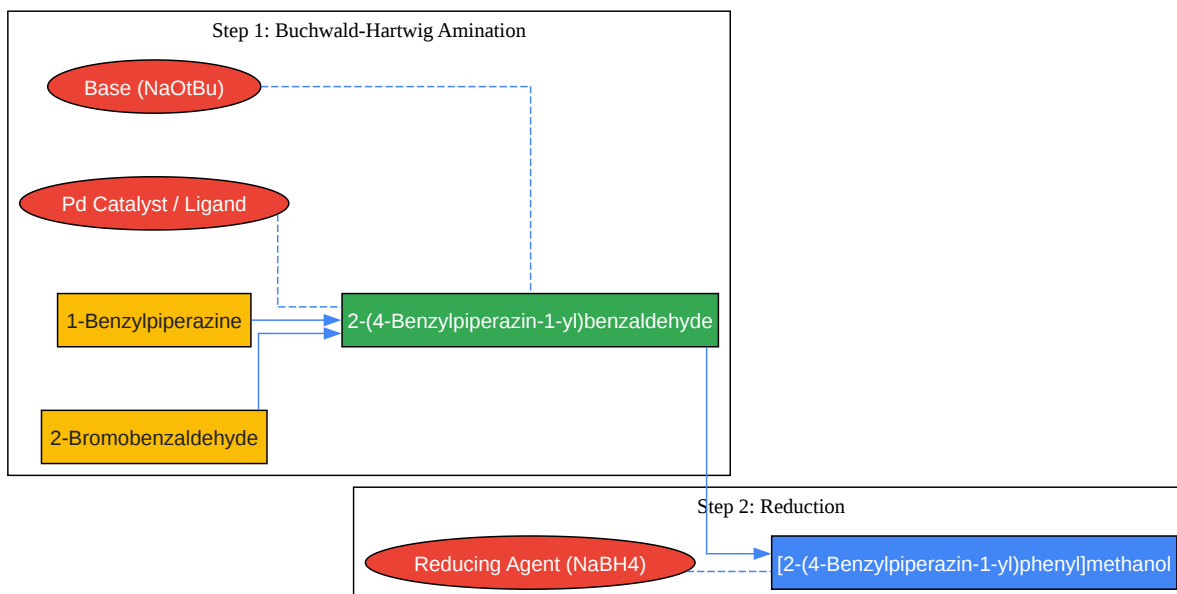 Step 1: Buchwald-Hartwig Amination
Base (NaOtBu)
Pd Catalyst / Ligand
1-Benzylpiperazine
2-(4-Benzylpiperazin-1-yl)benzaldehyde
2-Bromobenzaldehyde
Step 2: Reduction
Reducing Agent (NaBH4)
[2-(4-Benzylpiperazin-1-yl)phenyl]methanol